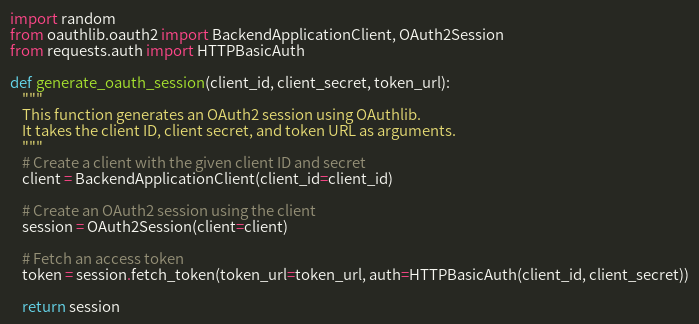 import random
from oauthlib.oauth2 import BackendApplicationClient, OAuth2Session
from requests.auth import HTTPBasicAuth

def generate_oauth_session(client_id, client_secret, token_url):
    """
    This function generates an OAuth2 session using OAuthlib.
    It takes the client ID, client secret, and token URL as arguments.
    """
    # Create a client with the given client ID and secret
    client = BackendApplicationClient(client_id=client_id)

    # Create an OAuth2 session using the client
    session = OAuth2Session(client=client)

    # Fetch an access token
    token = session.fetch_token(token_url=token_url, auth=HTTPBasicAuth(client_id, client_secret))

    return session